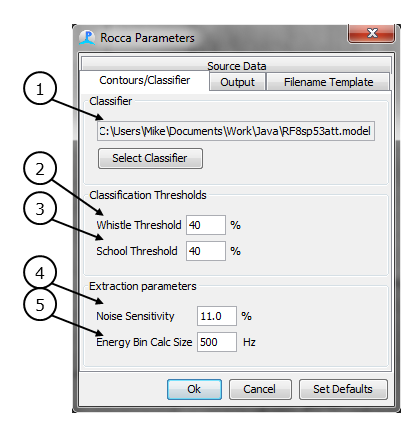 Rocca Parameters
Source Data
Contours/Classifier Output Filename Template
1
Classifier
C:\Users\Mike\Documents\Work\Java\RF8sp53att.model
Select Classifier
2
Classification Thresholds
3
Whistle Threshold 40 %
School Threshold 40 %
4
Extraction parameters
5
Noise Sensitivity 11.0 %
Energy Bin Calc Size 500 Hz
Ok Cancel Set Defaults